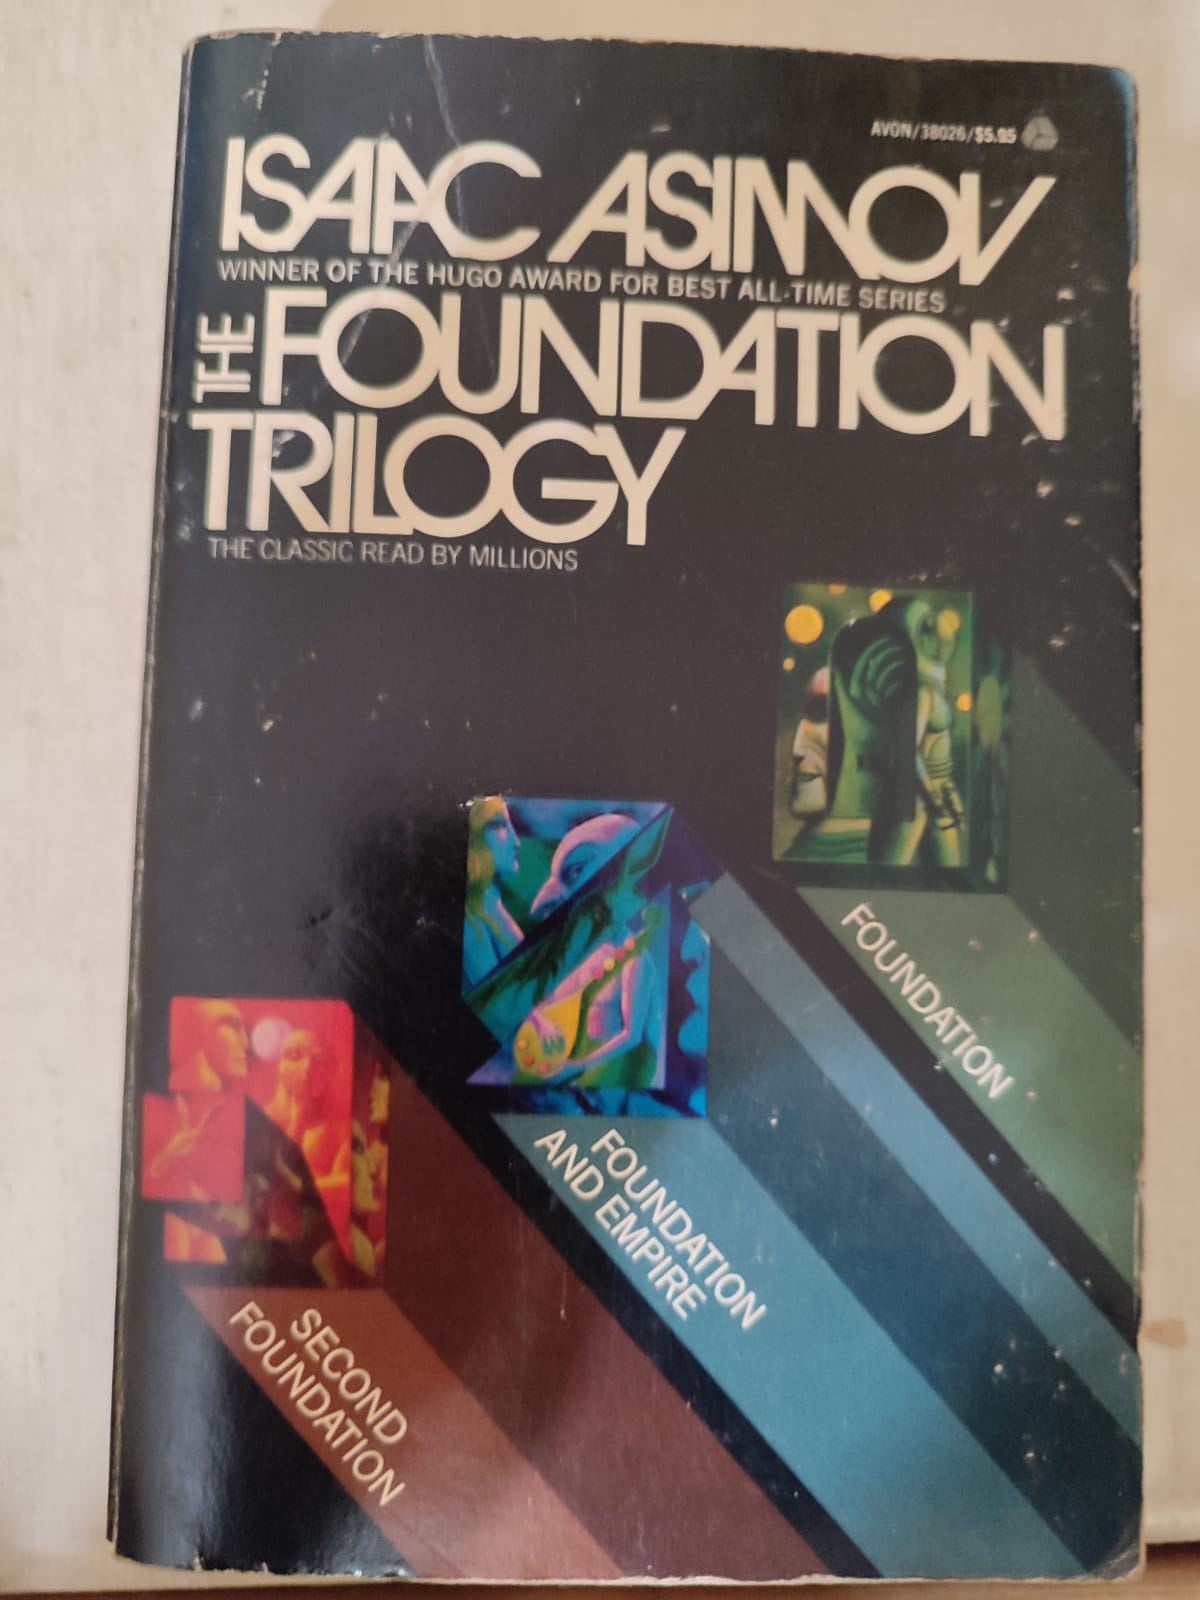 AVON/38026/$5.95
ISAAC ASIMOV
WINNER OF THE HUGO AWARD FOR BEST ALL-TIME SERIES
THE FOUNDATION
TRILOGY
THE CLASSIC READ BY MILLIONS
FOUNDATION
FOUNDATION
AND EMPIRE
SECOND
FOUNDATION